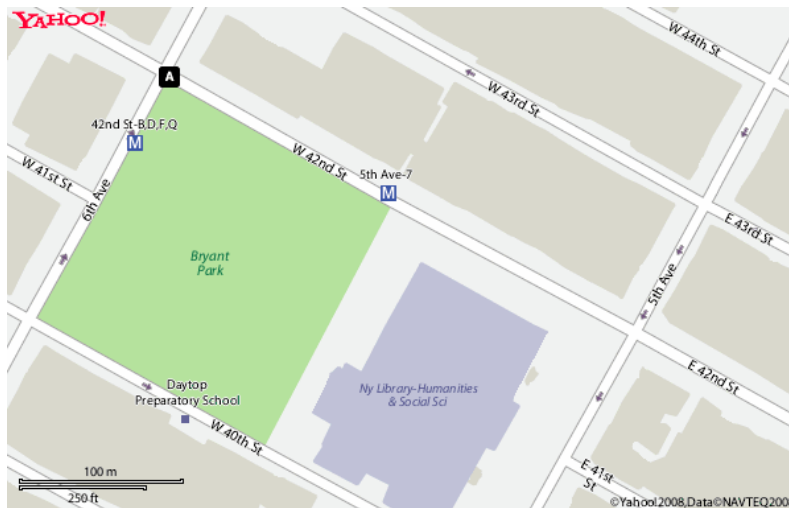 YAHOO!
W 44th St
A
W 43rd St
42nd St-B,D,F,Q
M
W 42nd St
5th Ave-7
M
W 41st St
6th Ave
E 43rd St
Bryant
Park
5th Ave
E 42nd St
Daytop
Preparatory School
Ny Library-Humanities
& Social Sci
W 40th St
E 41st
St
100 m
250 ft
©Yahoo!2008,Data©NAVTEQ200